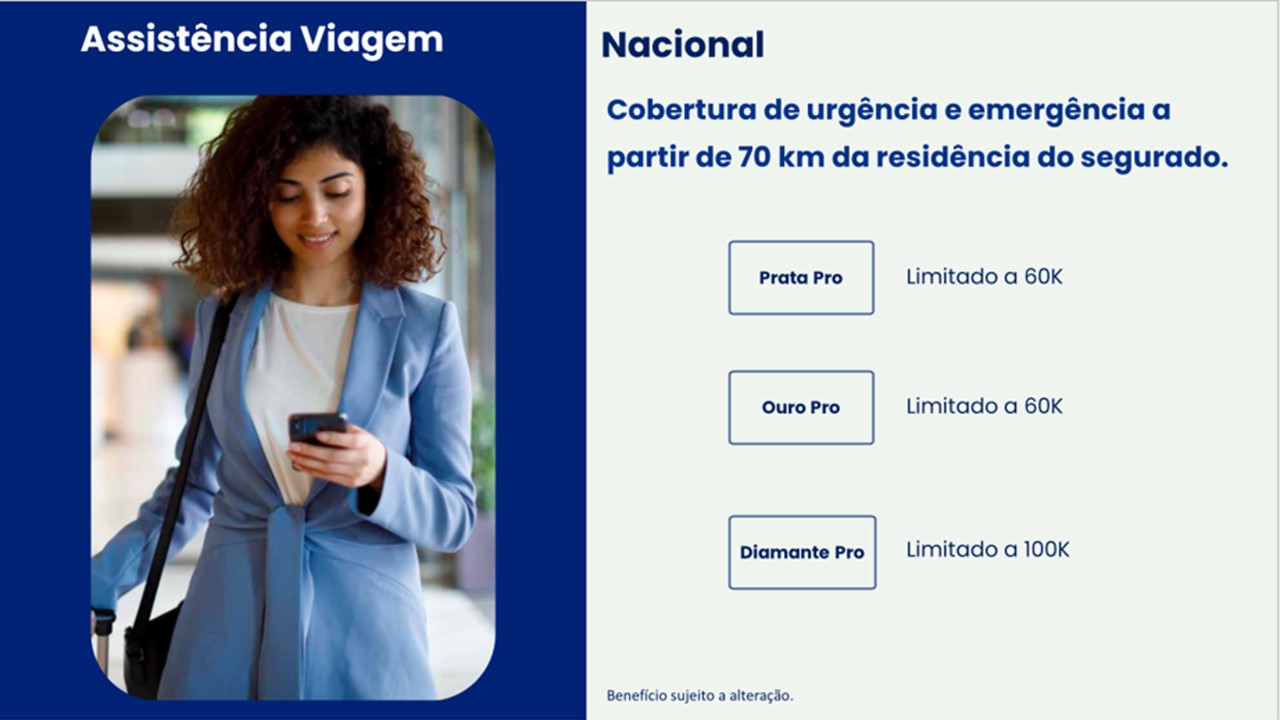 Assistência Viagem
Nacional
Cobertura de urgência e emergência a
partir de 70 km da residência do segurado.
Prata Pro
Limitado a 60K
Ouro Pro
Limitado a 60K
Diamante Pro
Limitado a 100K
Benefício sujeito a alteração.